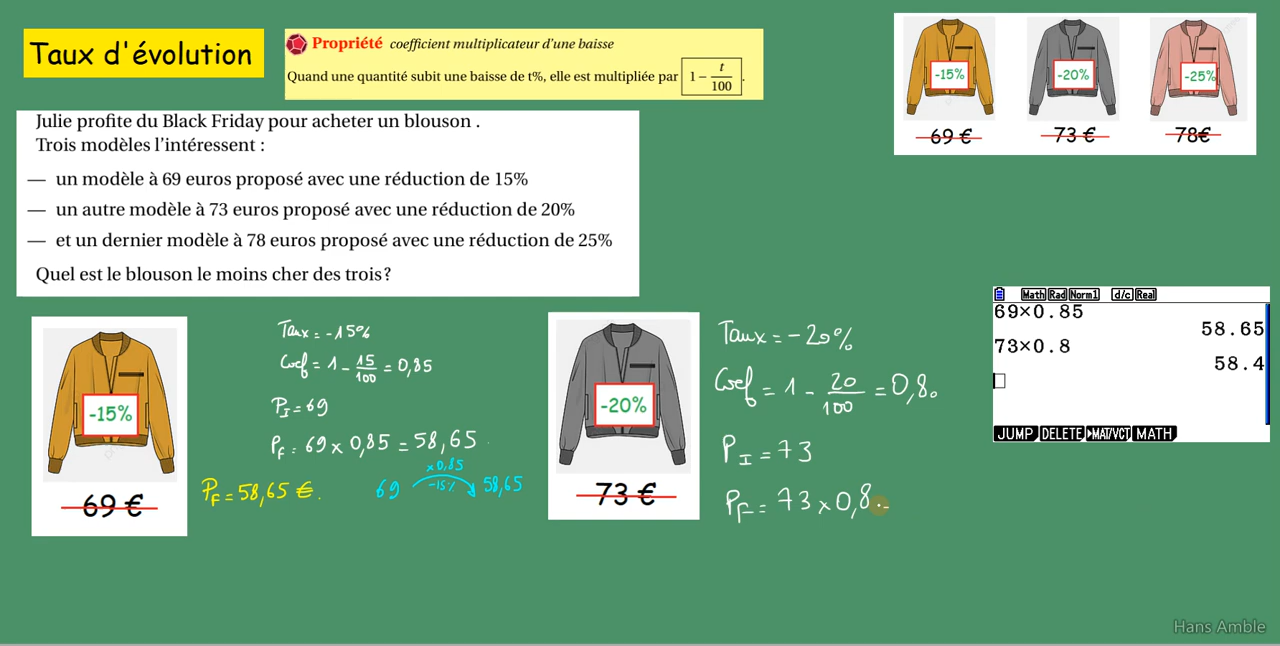 Taux d'évolution
Propriété coefficient multiplicateur d'une baisse
Quand une quantité subit une baisse de t%, elle est multipliée par 1 − t/100 .
-15%
-20%
-25%
69 €
73 €
78€
Julie profite du Black Friday pour acheter un blouson .
Trois modèles l'intéressent :
— un modèle à 69 euros proposé avec une réduction de 15%
— un autre modèle à 73 euros proposé avec une réduction de 20%
— et un dernier modèle à 78 euros proposé avec une réduction de 25%
Quel est le blouson le moins cher des trois ?
-15%
69 €
Taux = -15%
Coef = 1 - 15/100 = 0,85
P_I = 69
P_F = 69 x 0,85 = 58,65
x 0,85
69 -15% 58,65
P_F = 58,65 €.
-20%
73 €
Taux = -20%
Coef = 1 - 20/100 = 0,80
P_I = 73
P_F = 73 x 0,8
Math Rad Norm1 d/c Real
69×0.85
58.65
73×0.8
58.4
JUMP DELETE ▶MAT/VCT MATH
Hans Amble